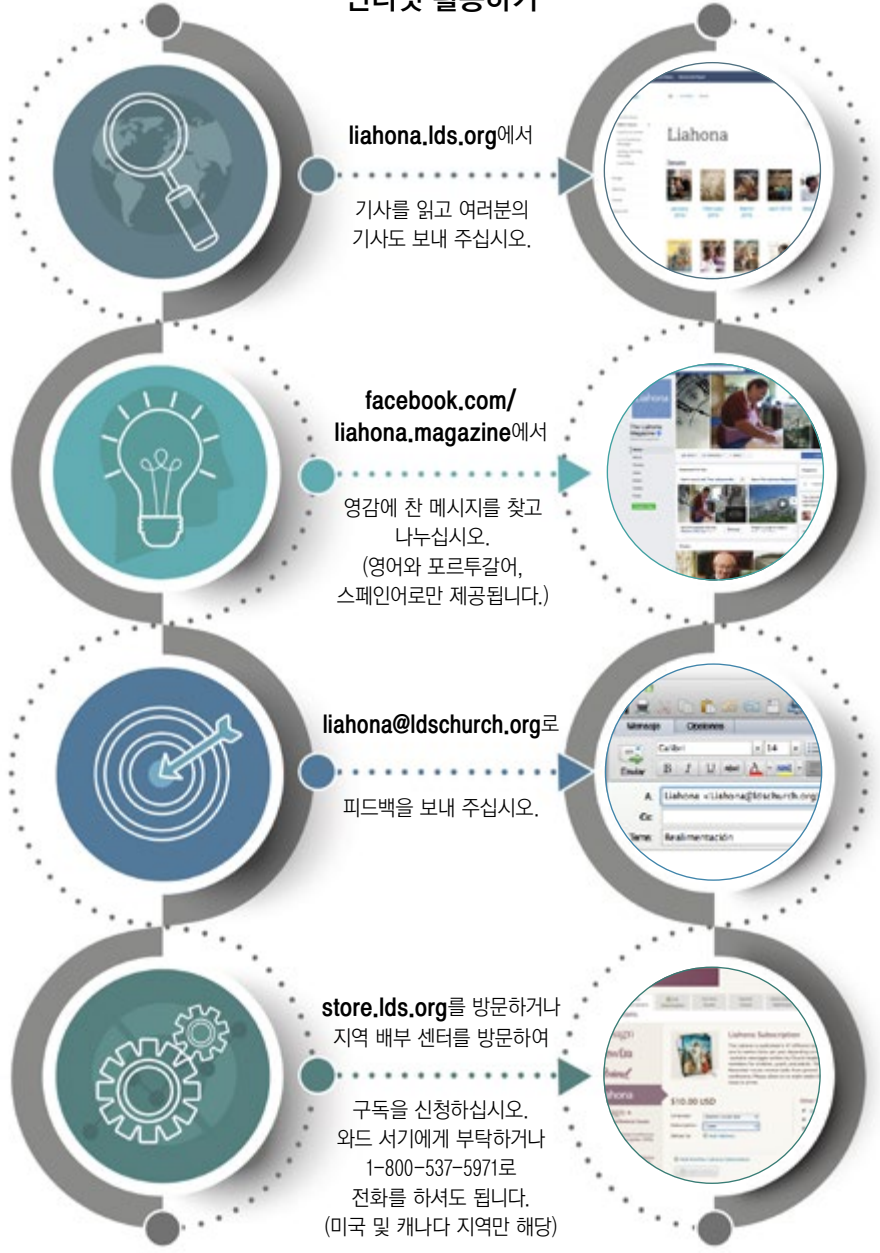 인터넷 활용하기
liahona.lds.org에서
기사를 읽고 여러분의
기사도 보내 주십시오.
Liahona
Issues
facebook.com/
liahona.magazine에서
영감에 찬 메시지를 찾고
나누십시오.
(영어와 포르투갈어,
스페인어로만 제공됩니다.)
Liahona
The Liahona
Magazine
liahona@ldschurch.org로
피드백을 보내 주십시오.
Mensaje Opciones
Calibri 14
Enviar B I U abc A
A: Liahona <Liahona@ldschurch.org
Cc:
Tema: Realimentación
store.lds.org를 방문하거나
지역 배부 센터를 방문하여
구독을 신청하십시오.
와드 서기에게 부탁하거나
1-800-537-5971로
전화를 하셔도 됩니다.
(미국 및 캐나다 지역만 해당)
Liahona Subscription
$10.00 USD